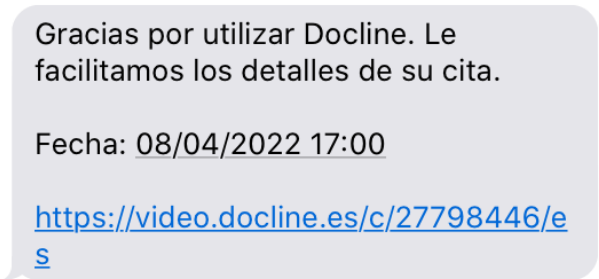 Gracias por utilizar Docline. Le
facilitamos los detalles de su cita.
Fecha: 08/04/2022 17:00
https://video.docline.es/c/27798446/e
s